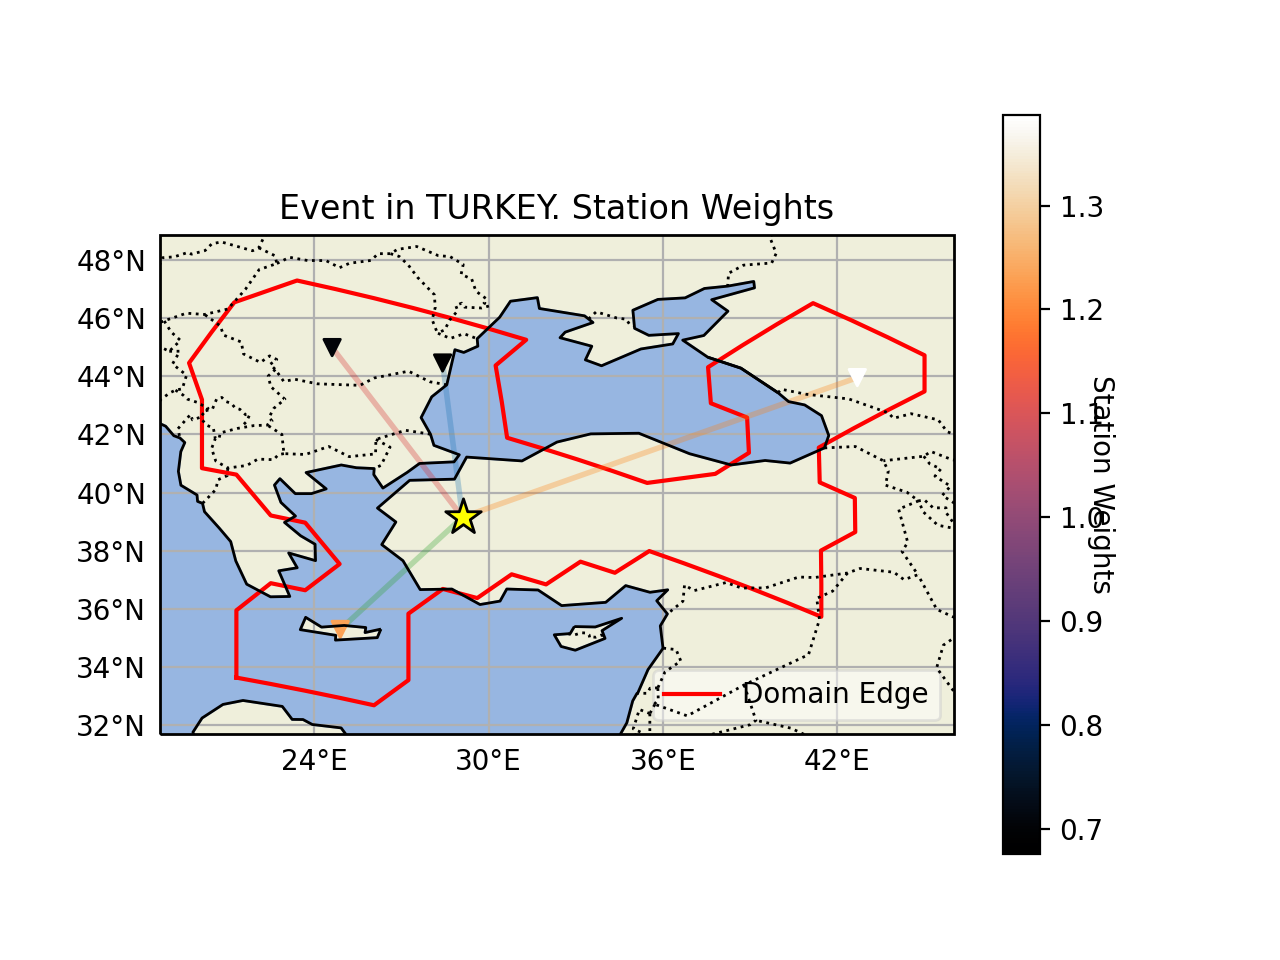 Event in TURKEY. Station Weights
48°N
46°N
44°N
42°N
40°N
38°N
36°N
34°N
32°N
24°E
30°E
36°E
42°E
Domain Edge
1.3
1.2
1.1
1.0
0.9
0.8
0.7
Station Weights